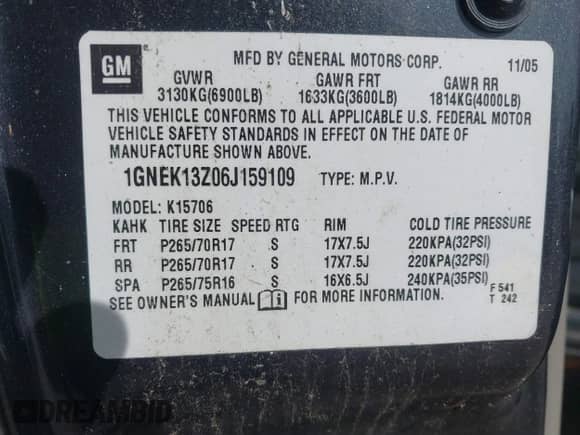 GM
MFD BY GENERAL MOTORS CORP. 11/05
GVWR GAWR FRT GAWR RR
3130KG(6900LB) 1633KG(3600LB) 1814KG(4000LB)
THIS VEHICLE CONFORMS TO ALL APPLICABLE U.S. FEDERAL MOTOR
VEHICLE SAFETY STANDARDS IN EFFECT ON THE DATE OF
MANUFACTURE SHOWN ABOVE.
1GNEK13Z06J159109 TYPE: M.P.V.
MODEL: K15706
KAHK TIRE SIZE SPEED RTG RIM COLD TIRE PRESSURE
FRT P265/70R17 S 17X7.5J 220KPA(32PSI)
RR P265/70R17 S 17X7.5J 220KPA(32PSI)
SPA P265/75R16 S 16X6.5J 240KPA(35PSI)
SEE OWNER'S MANUAL FOR MORE INFORMATION.
F 541
T 242
DREAMBID